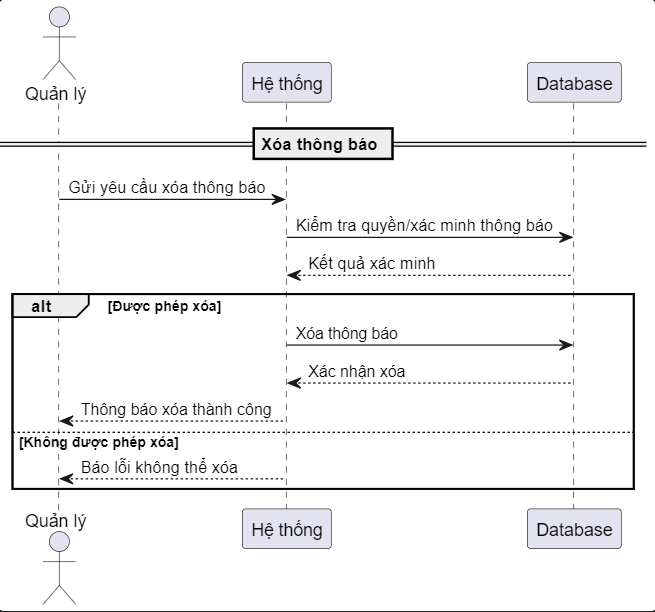 Quản lý
Hệ thống
Database
Xóa thông báo
Gửi yêu cầu xóa thông báo
Kiểm tra quyền/xác minh thông báo
Kết quả xác minh
alt
[Được phép xóa]
Xóa thông báo
Xác nhận xóa
Thông báo xóa thành công
[Không được phép xóa]
Báo lỗi không thể xóa
Quản lý
Hệ thống
Database